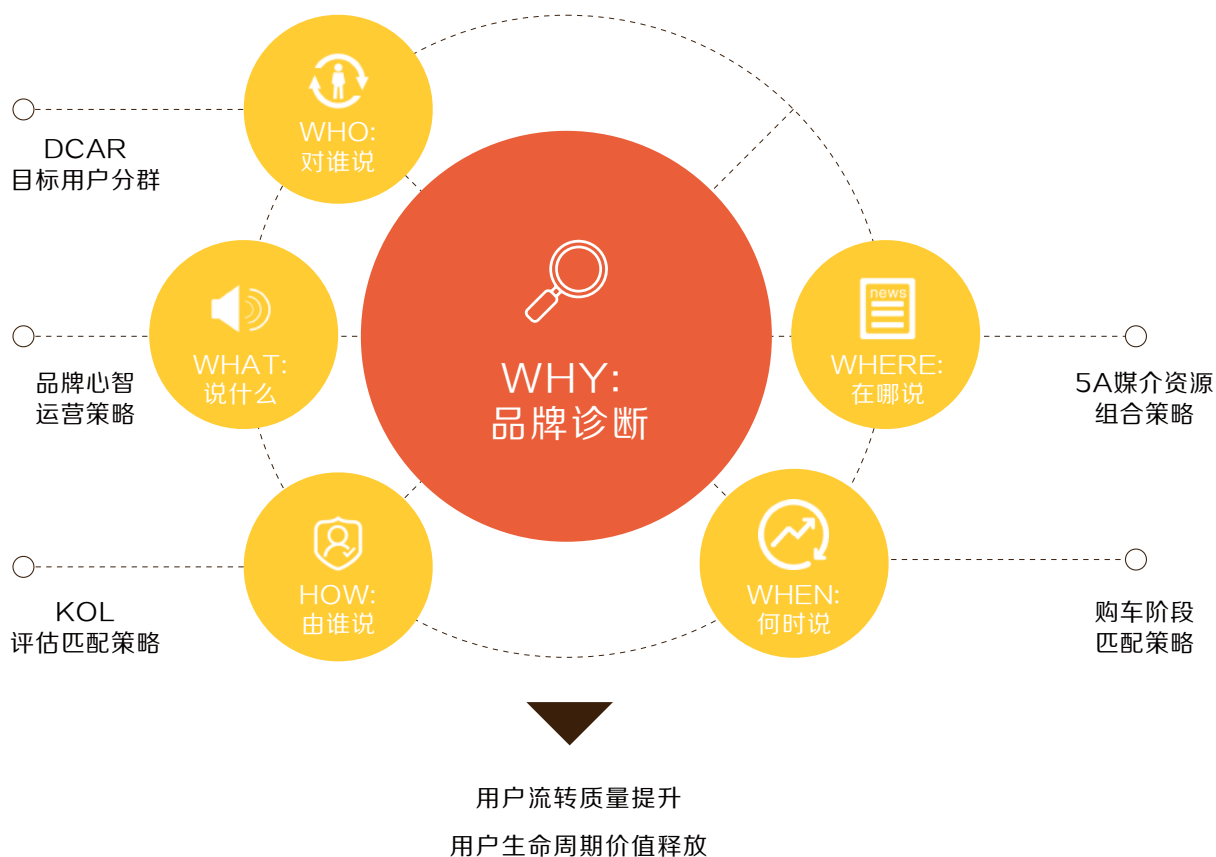 WHO:
对谁说
DCAR
目标用户分群
WHAT:
说什么
品牌心智
运营策略
HOW:
由谁说
KOL
评估匹配策略
WHY:
品牌诊断
news
WHERE:
在哪说
5A媒介资源
组合策略
WHEN:
何时说
购车阶段
匹配策略
用户流转质量提升
用户生命周期价值释放